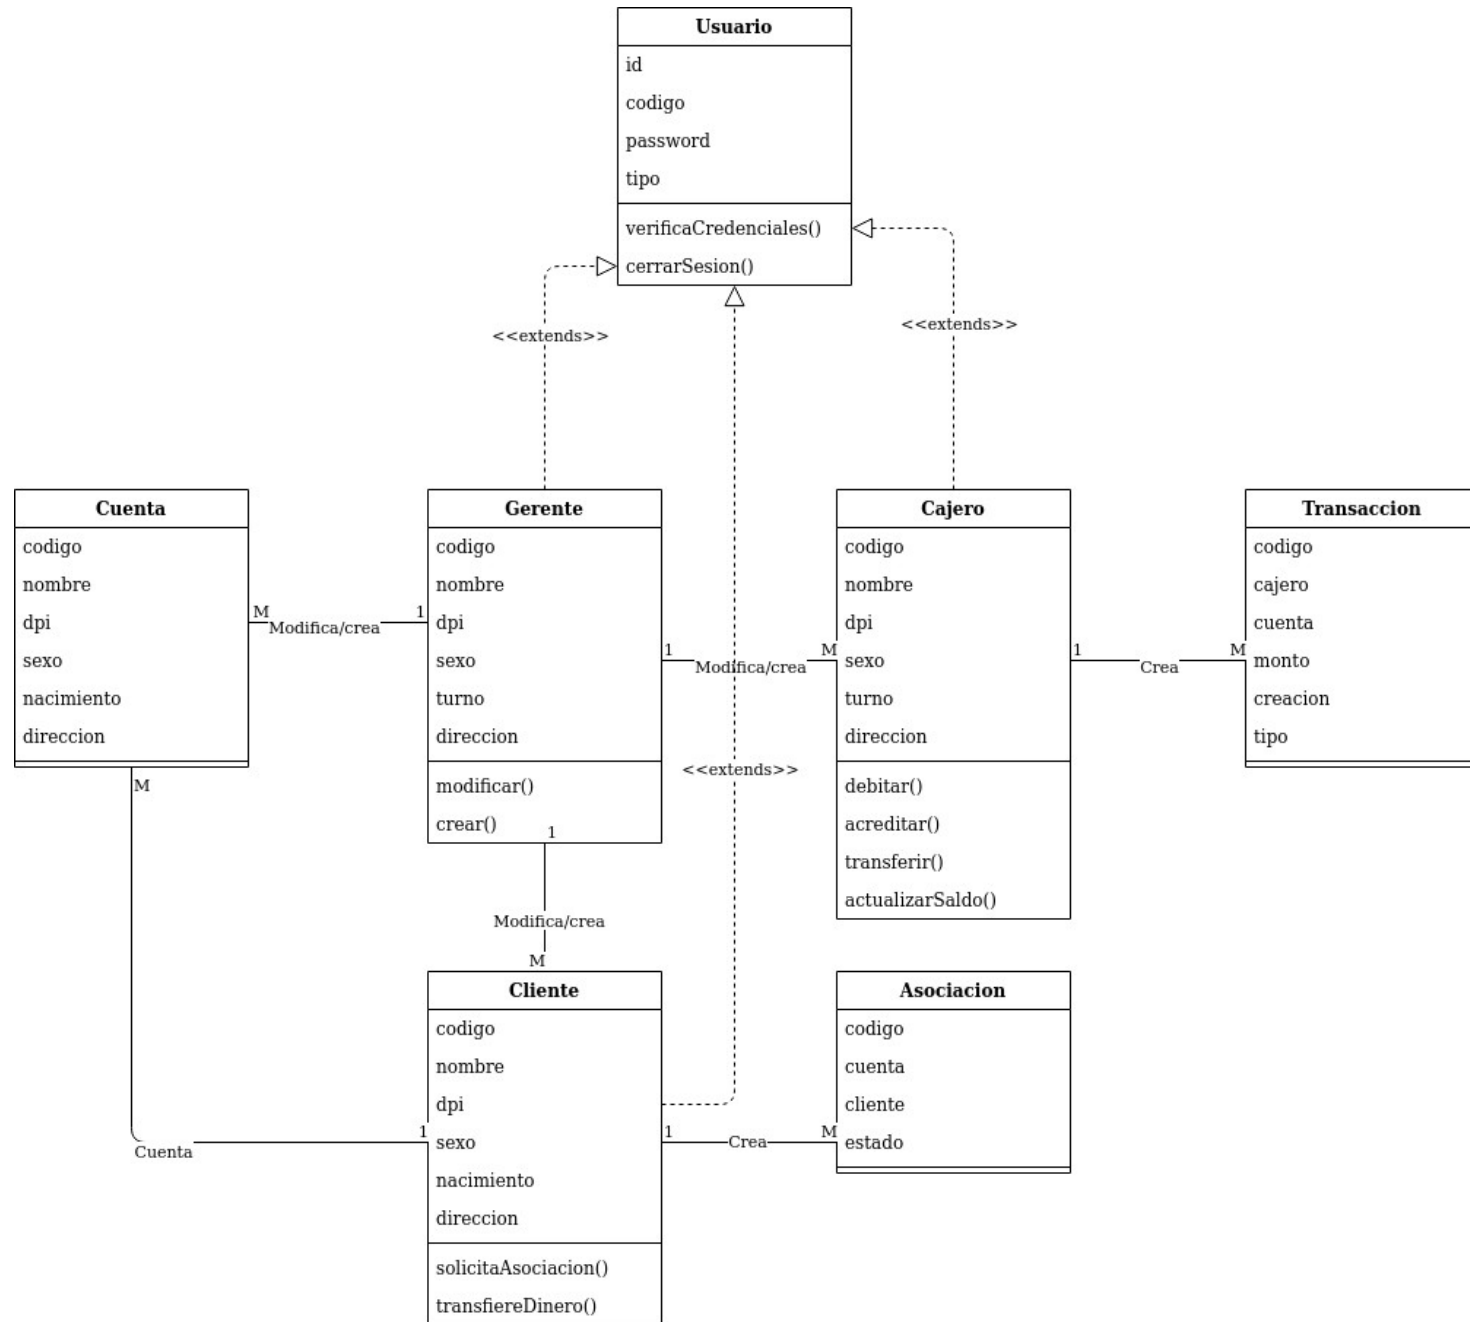 Usuario
id
codigo
password
tipo
verificaCredenciales()
cerrarSesion()
<<extends>>
<<extends>>
Cuenta
codigo
nombre
dpi
sexo
nacimiento
direccion
M
Modifica/crea
1
Gerente
codigo
nombre
dpi
sexo
turno
direccion
modificar()
crear()
1
Modifica/crea
M
Cajero
codigo
nombre
dpi
sexo
turno
direccion
debitar()
acreditar()
transferir()
actualizarSaldo()
1
Crea
M
Transaccion
codigo
cajero
cuenta
monto
creacion
tipo
<<extends>>
M
Cuenta
1
1
Modifica/crea
M
Cliente
codigo
nombre
dpi
sexo
nacimiento
direccion
solicitaAsociacion()
transfiereDinero()
1
Crea
M
Asociacion
codigo
cuenta
cliente
estado